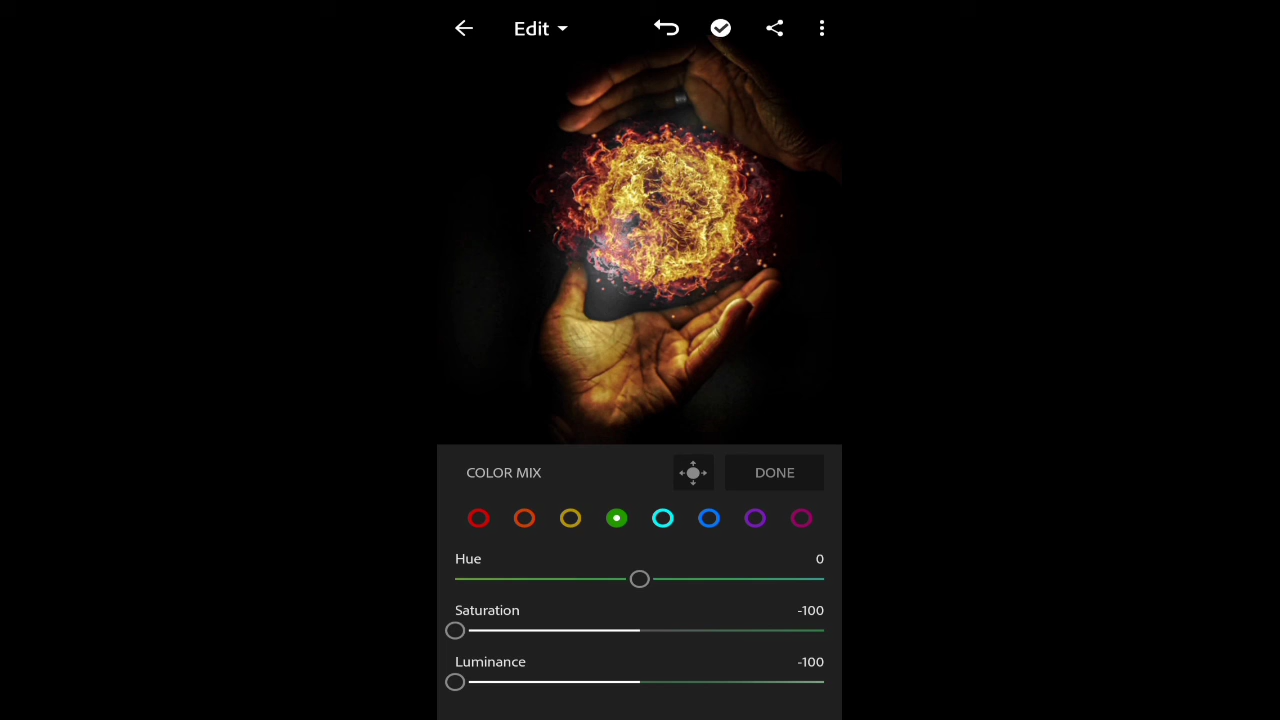 Edit
COLOR MIX DONE
Hue 0
Saturation -100
Luminance -100